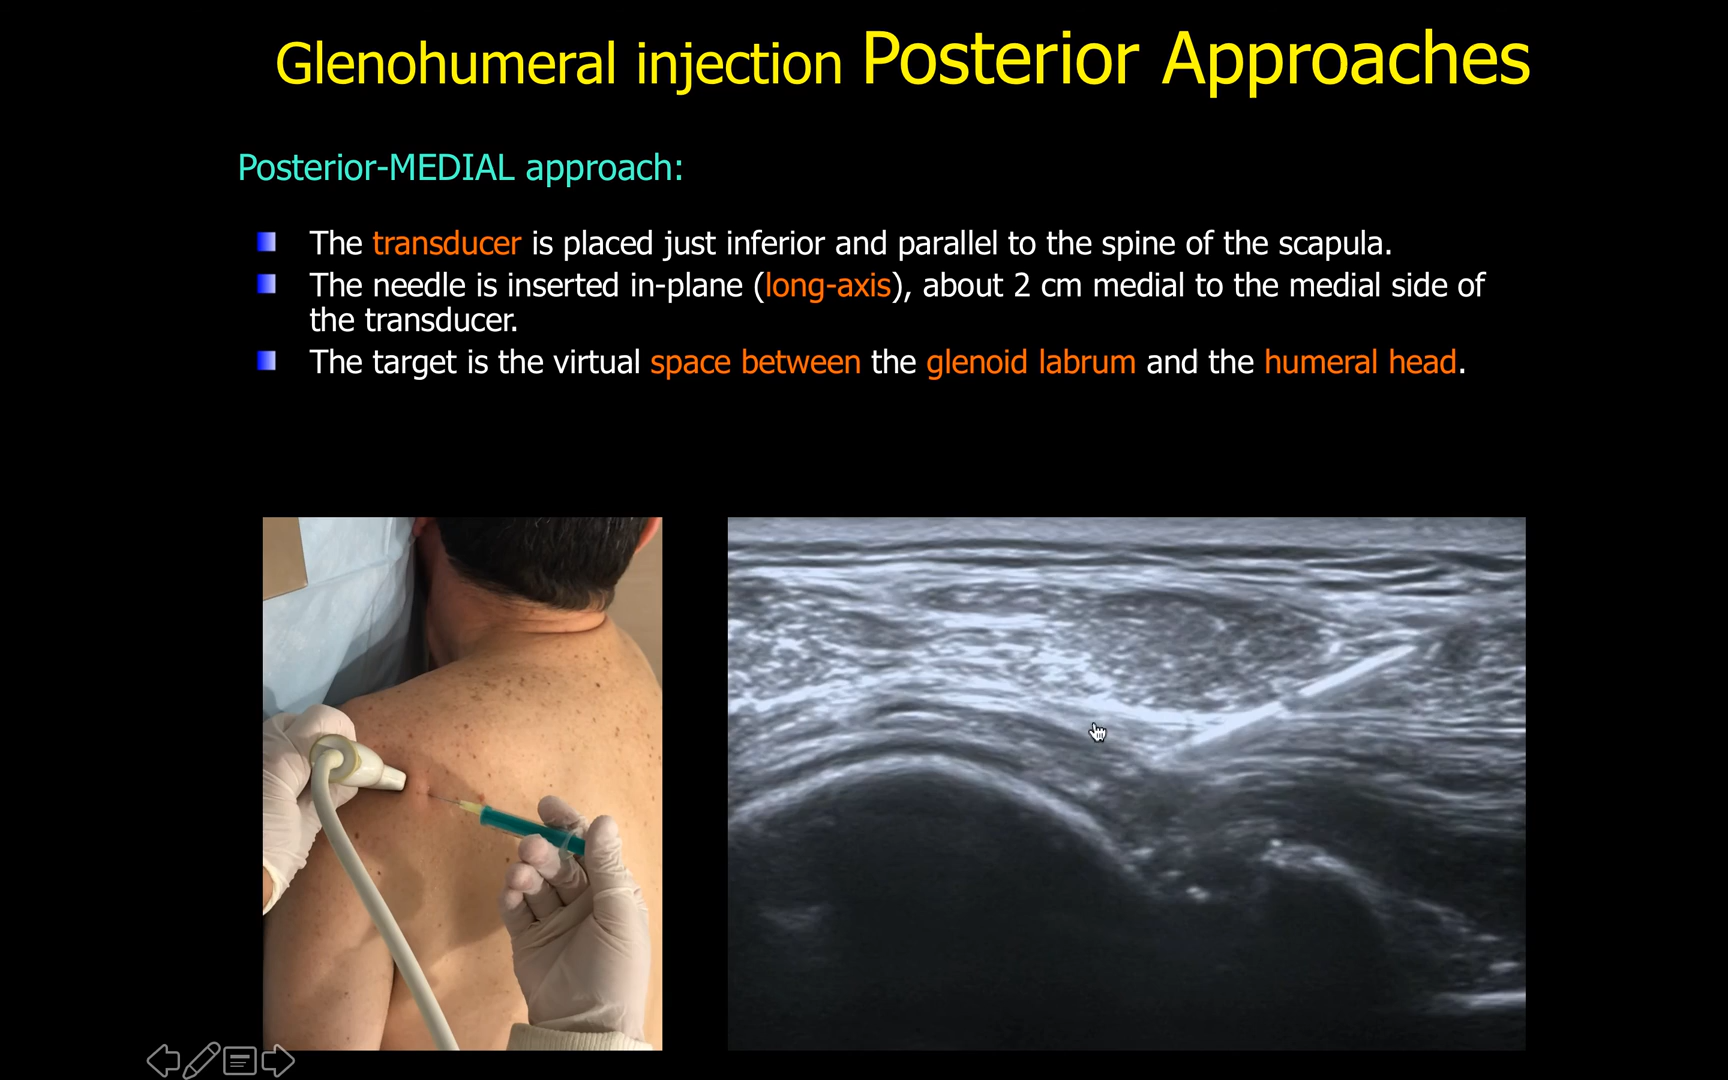 Glenohumeral injection Posterior Approaches
Posterior-MEDIAL approach:
The transducer is placed just inferior and parallel to the spine of the scapula.
The needle is inserted in-plane (long-axis), about 2 cm medial to the medial side of
the transducer.
The target is the virtual space between the glenoid labrum and the humeral head.